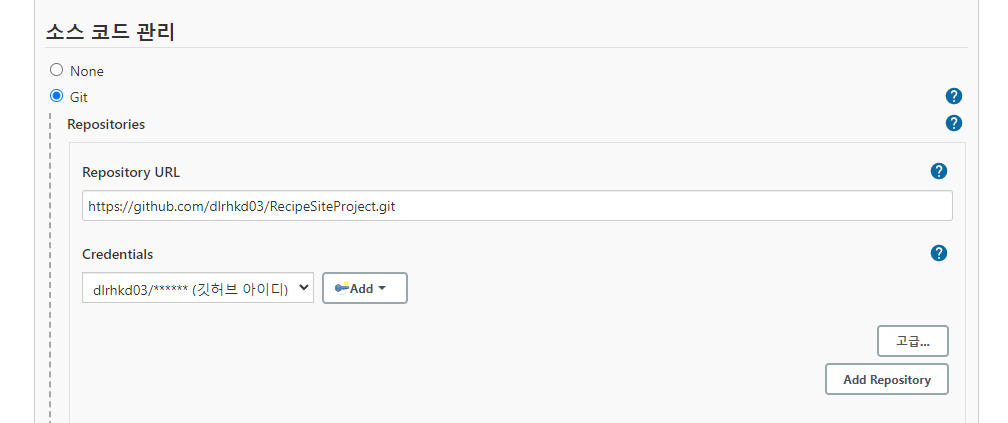 소스 코드 관리
None
Git
Repositories
Repository URL
https://github.com/dlrhkd03/RecipeSiteProject.git
Credentials
dlrhkd03/****** (깃허브 아이디)
Add
고급...
Add Repository